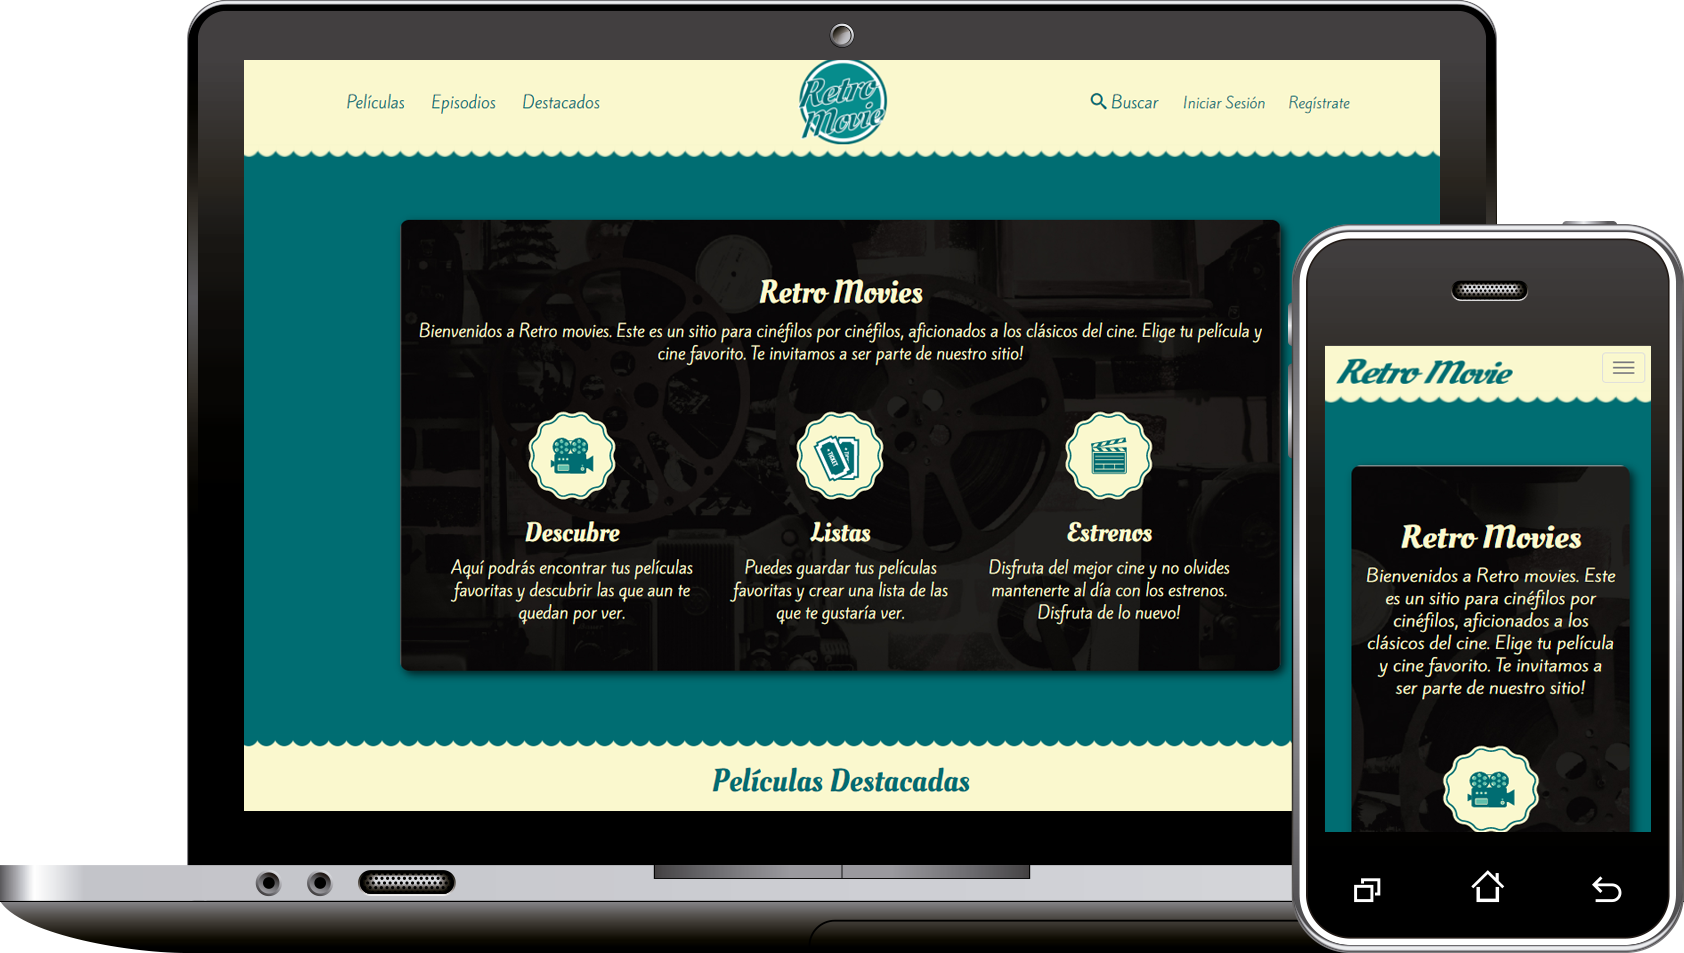 Películas Episodios Destacados
Retro
Movie
Buscar Iniciar Sesión Regístrate
Retro Movies
Bienvenidos a Retro movies. Este es un sitio para cinéfilos por cinéfilos, aficionados a los clásicos del cine. Elige tu película y
cine favorito. Te invitamos a ser parte de nuestro sitio!
TICKET
Descubre
Aquí podrás encontrar tus películas
favoritas y descubrir las que aun te
quedan por ver.
Listas
Puedes guardar tus películas
favoritas y crear una lista de las
que te gustaría ver.
Estrenos
Disfruta del mejor cine y no olvides
mantenerte al día con los estrenos.
Disfruta de lo nuevo!
Películas Destacadas
Retro Movie
Retro Movies
Bienvenidos a Retro movies. Este
es un sitio para cinéfilos por
cinéfilos, aficionados a los
clásicos del cine. Elige tu película
y cine favorito. Te invitamos a
ser parte de nuestro sitio!